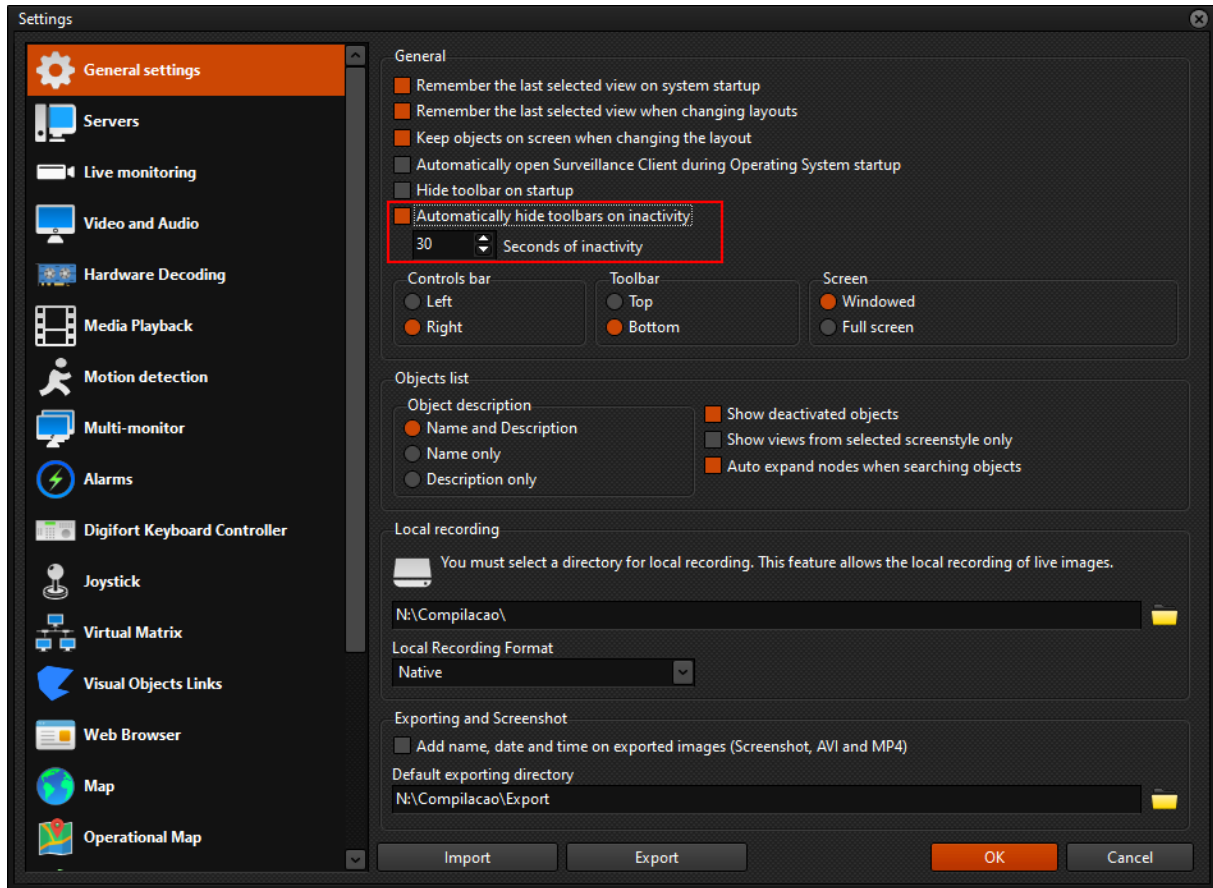 Settings
General settings
Servers
Live monitoring
Video and Audio
Hardware Decoding
Media Playback
Motion detection
Multi-monitor
Alarms
Digifort Keyboard Controller
Joystick
Virtual Matrix
Visual Objects Links
Web Browser
Map
Operational Map
General
Remember the last selected view on system startup
Remember the last selected view when changing layouts
Keep objects on screen when changing the layout
Automatically open Surveillance Client during Operating System startup
Hide toolbar on startup
Automatically hide toolbars on inactivity
30 Seconds of inactivity
Controls bar
Left
Right
Toolbar
Top
Bottom
Screen
Windowed
Full screen
Objects list
Object description
Name and Description
Name only
Description only
Show deactivated objects
Show views from selected screenstyle only
Auto expand nodes when searching objects
Local recording
You must select a directory for local recording. This feature allows the local recording of live images.
N:\Compilacao\
Local Recording Format
Native
Exporting and Screenshot
Add name, date and time on exported images (Screenshot, AVI and MP4)
Default exporting directory
N:\Compilacao\Export
Import
Export
OK
Cancel